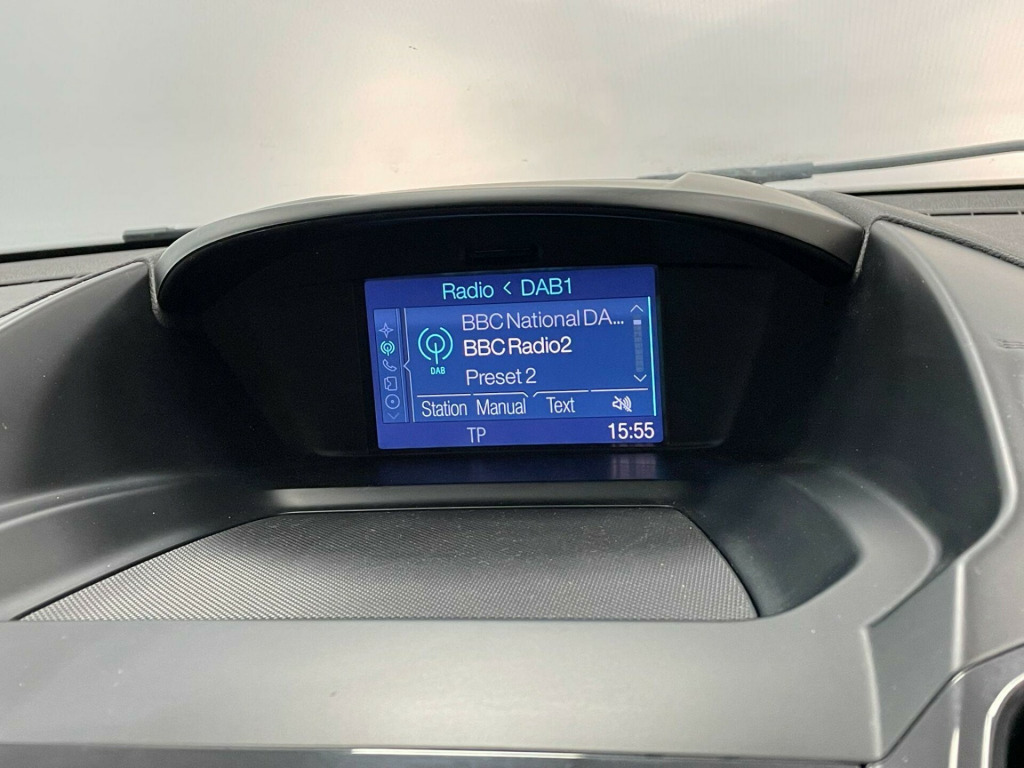 Radio < DAB1
BBC National DA...
BBC Radio2
DAB
Preset 2
Station Manual Text
TP 15:55